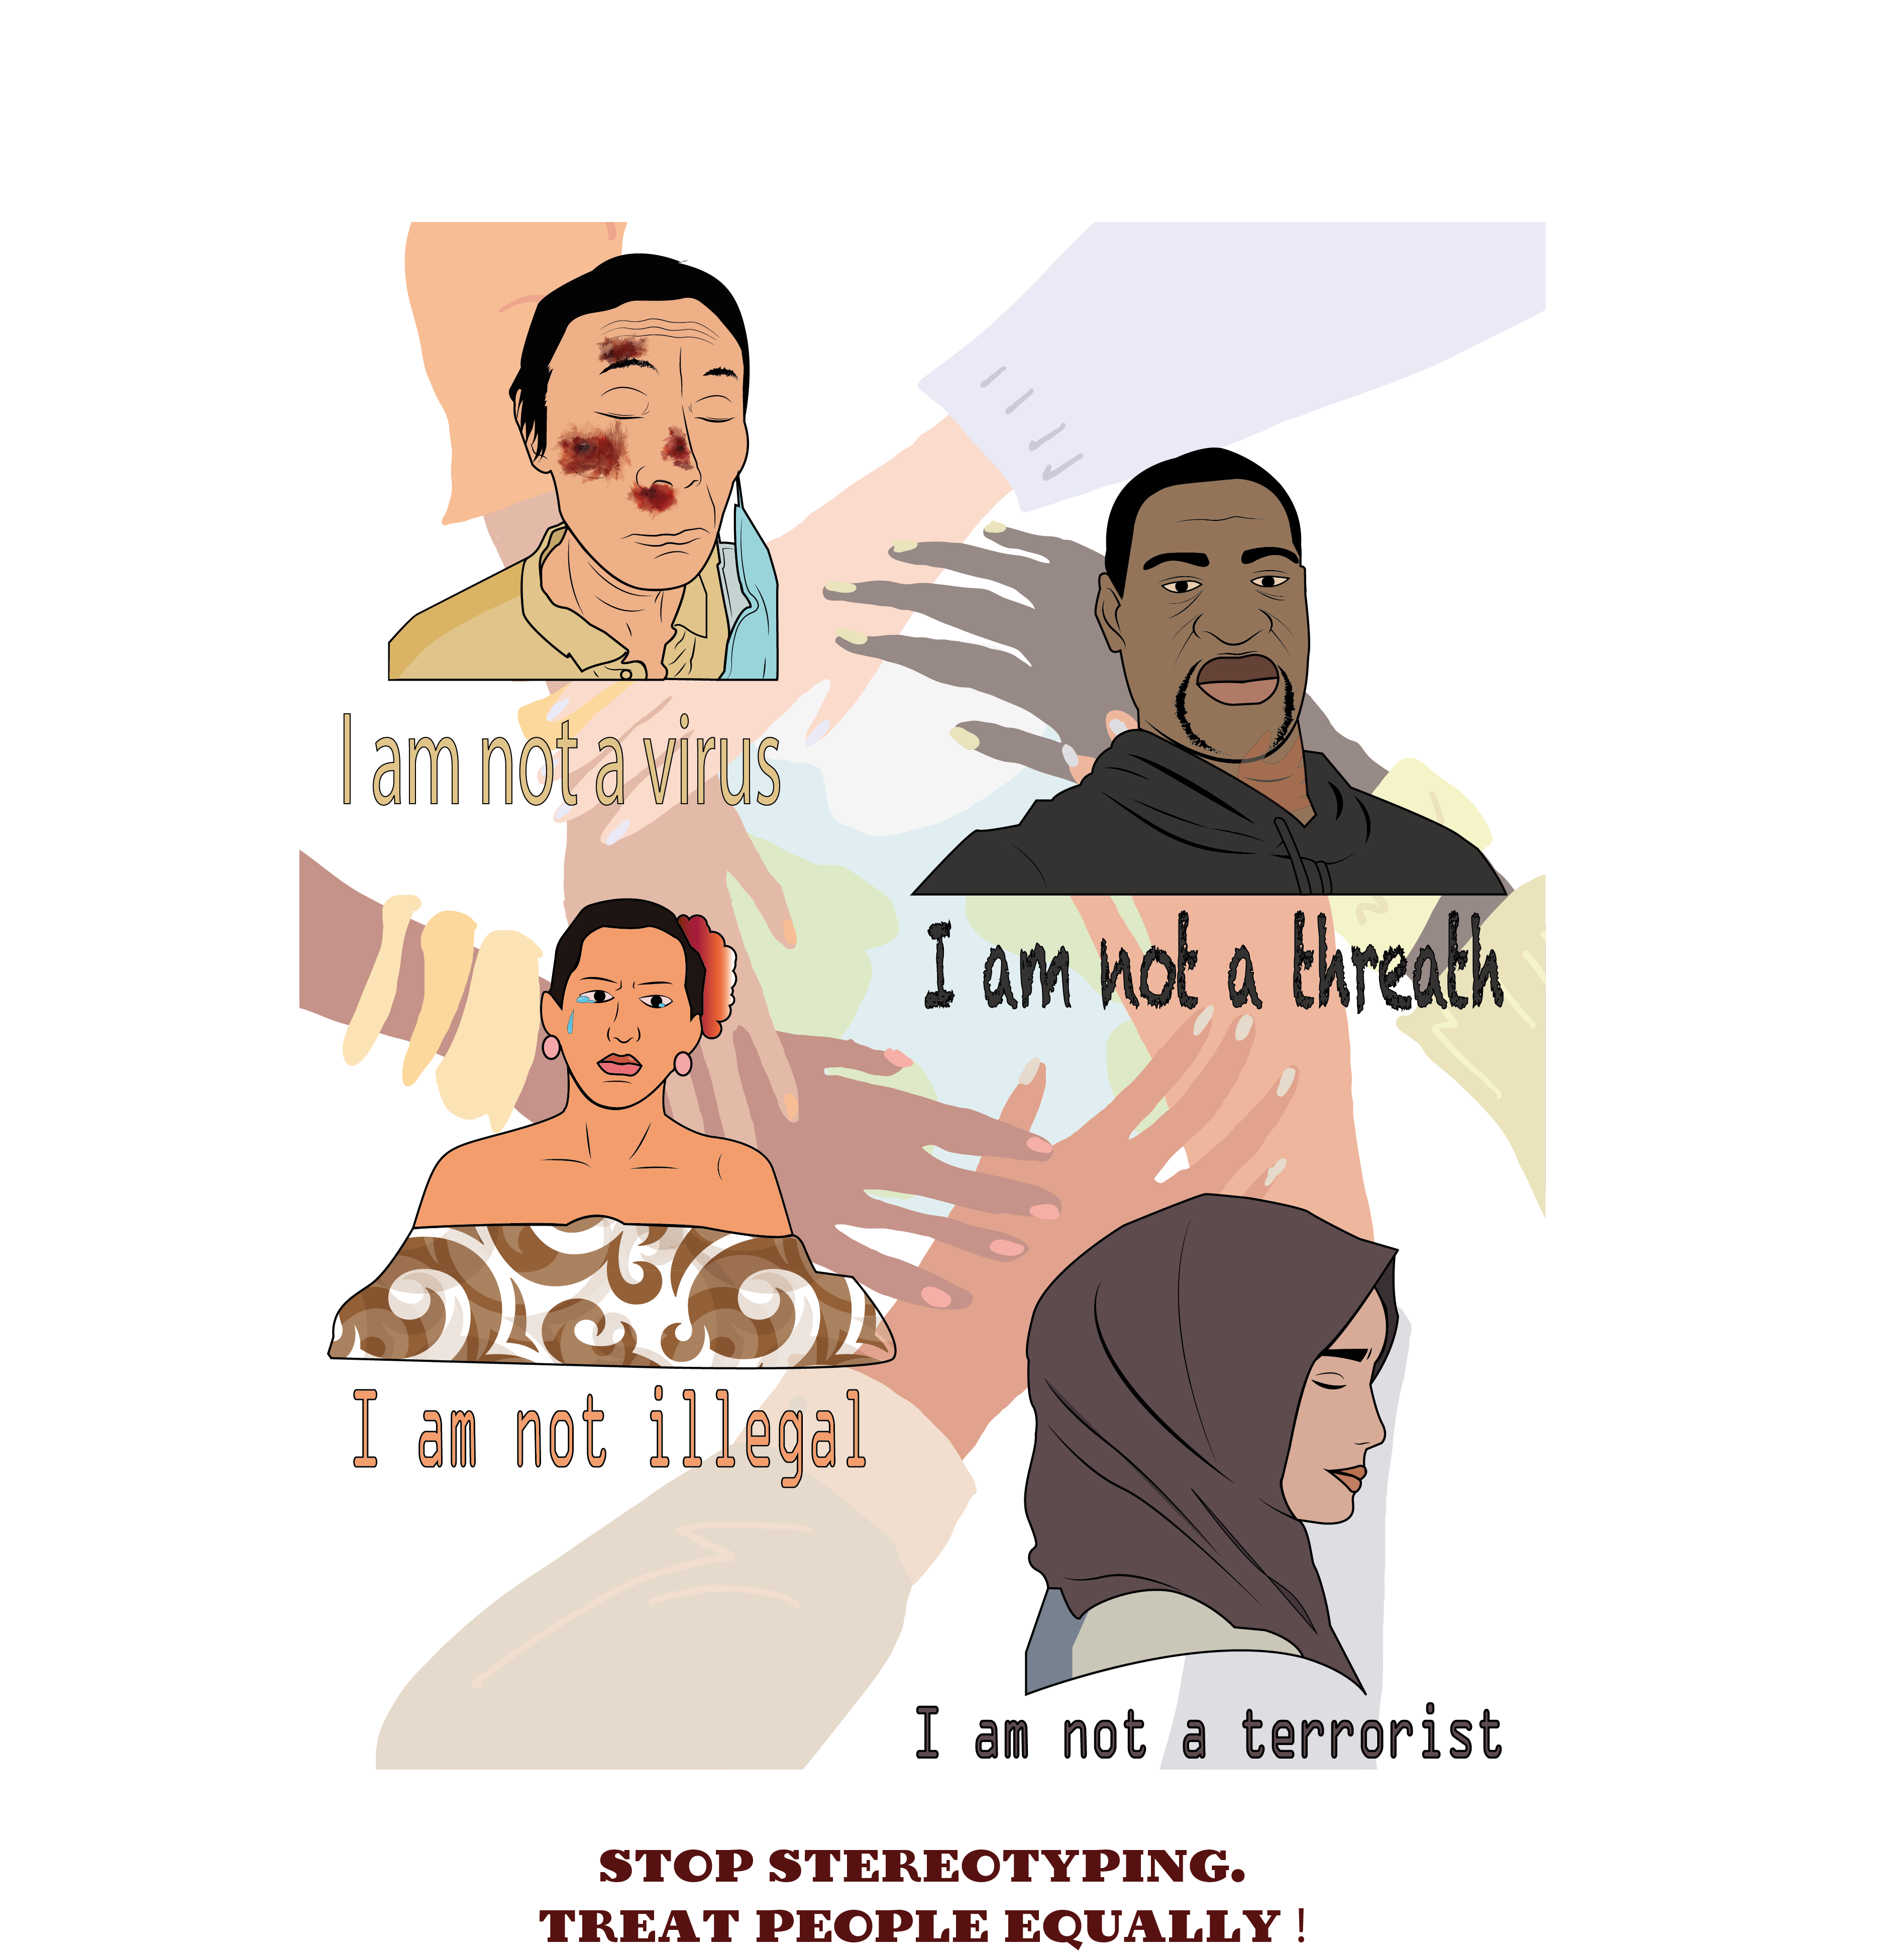 I am not a virus
I am not a threath
I am not illegal
I am not a terrorist
STOP STEREOTYPING.
TREAT PEOPLE EQUALLY !